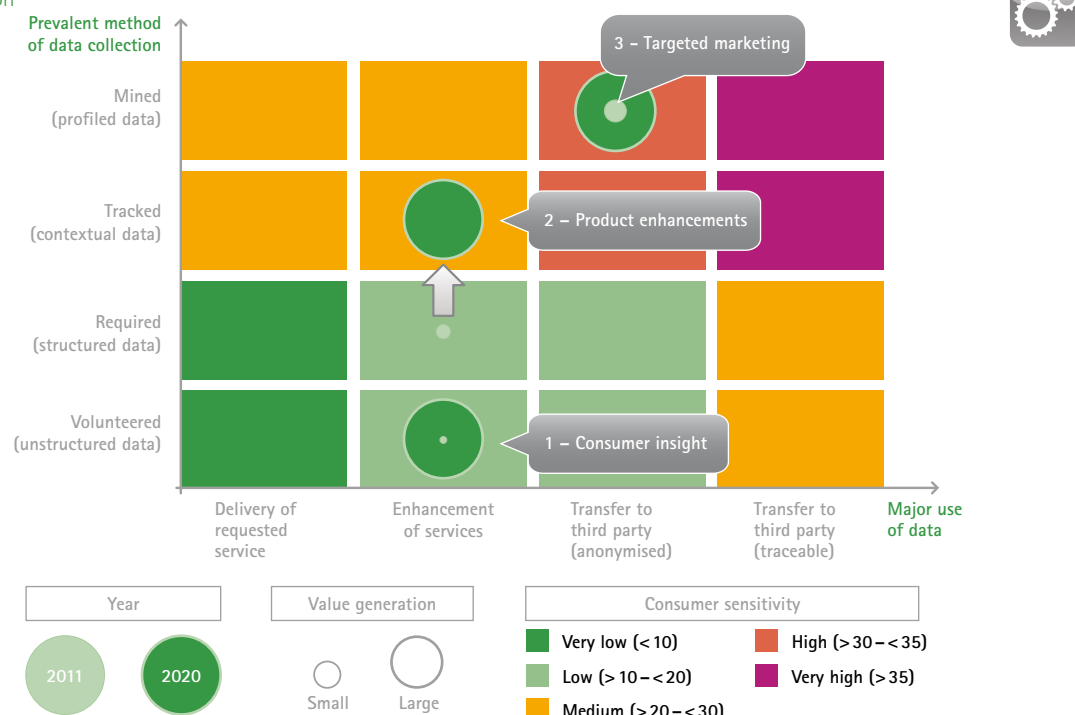 Prevalent method
of data collection
3 – Targeted marketing
Mined
(profiled data)
Tracked
(contextual data)
2 – Product enhancements
Required
(structured data)
Volunteered
(unstructured data)
1 – Consumer insight
Delivery of
requested
service
Enhancement
of services
Transfer to
third party
(anonymised)
Transfer to
third party
(traceable)
Major use
of data
Year
Value generation
Consumer sensitivity
2011
2020
Small
Large
Very low (<10)
High (>30–<35)
Low (>10–<20)
Very high (>35)
Medium (>20–<30)